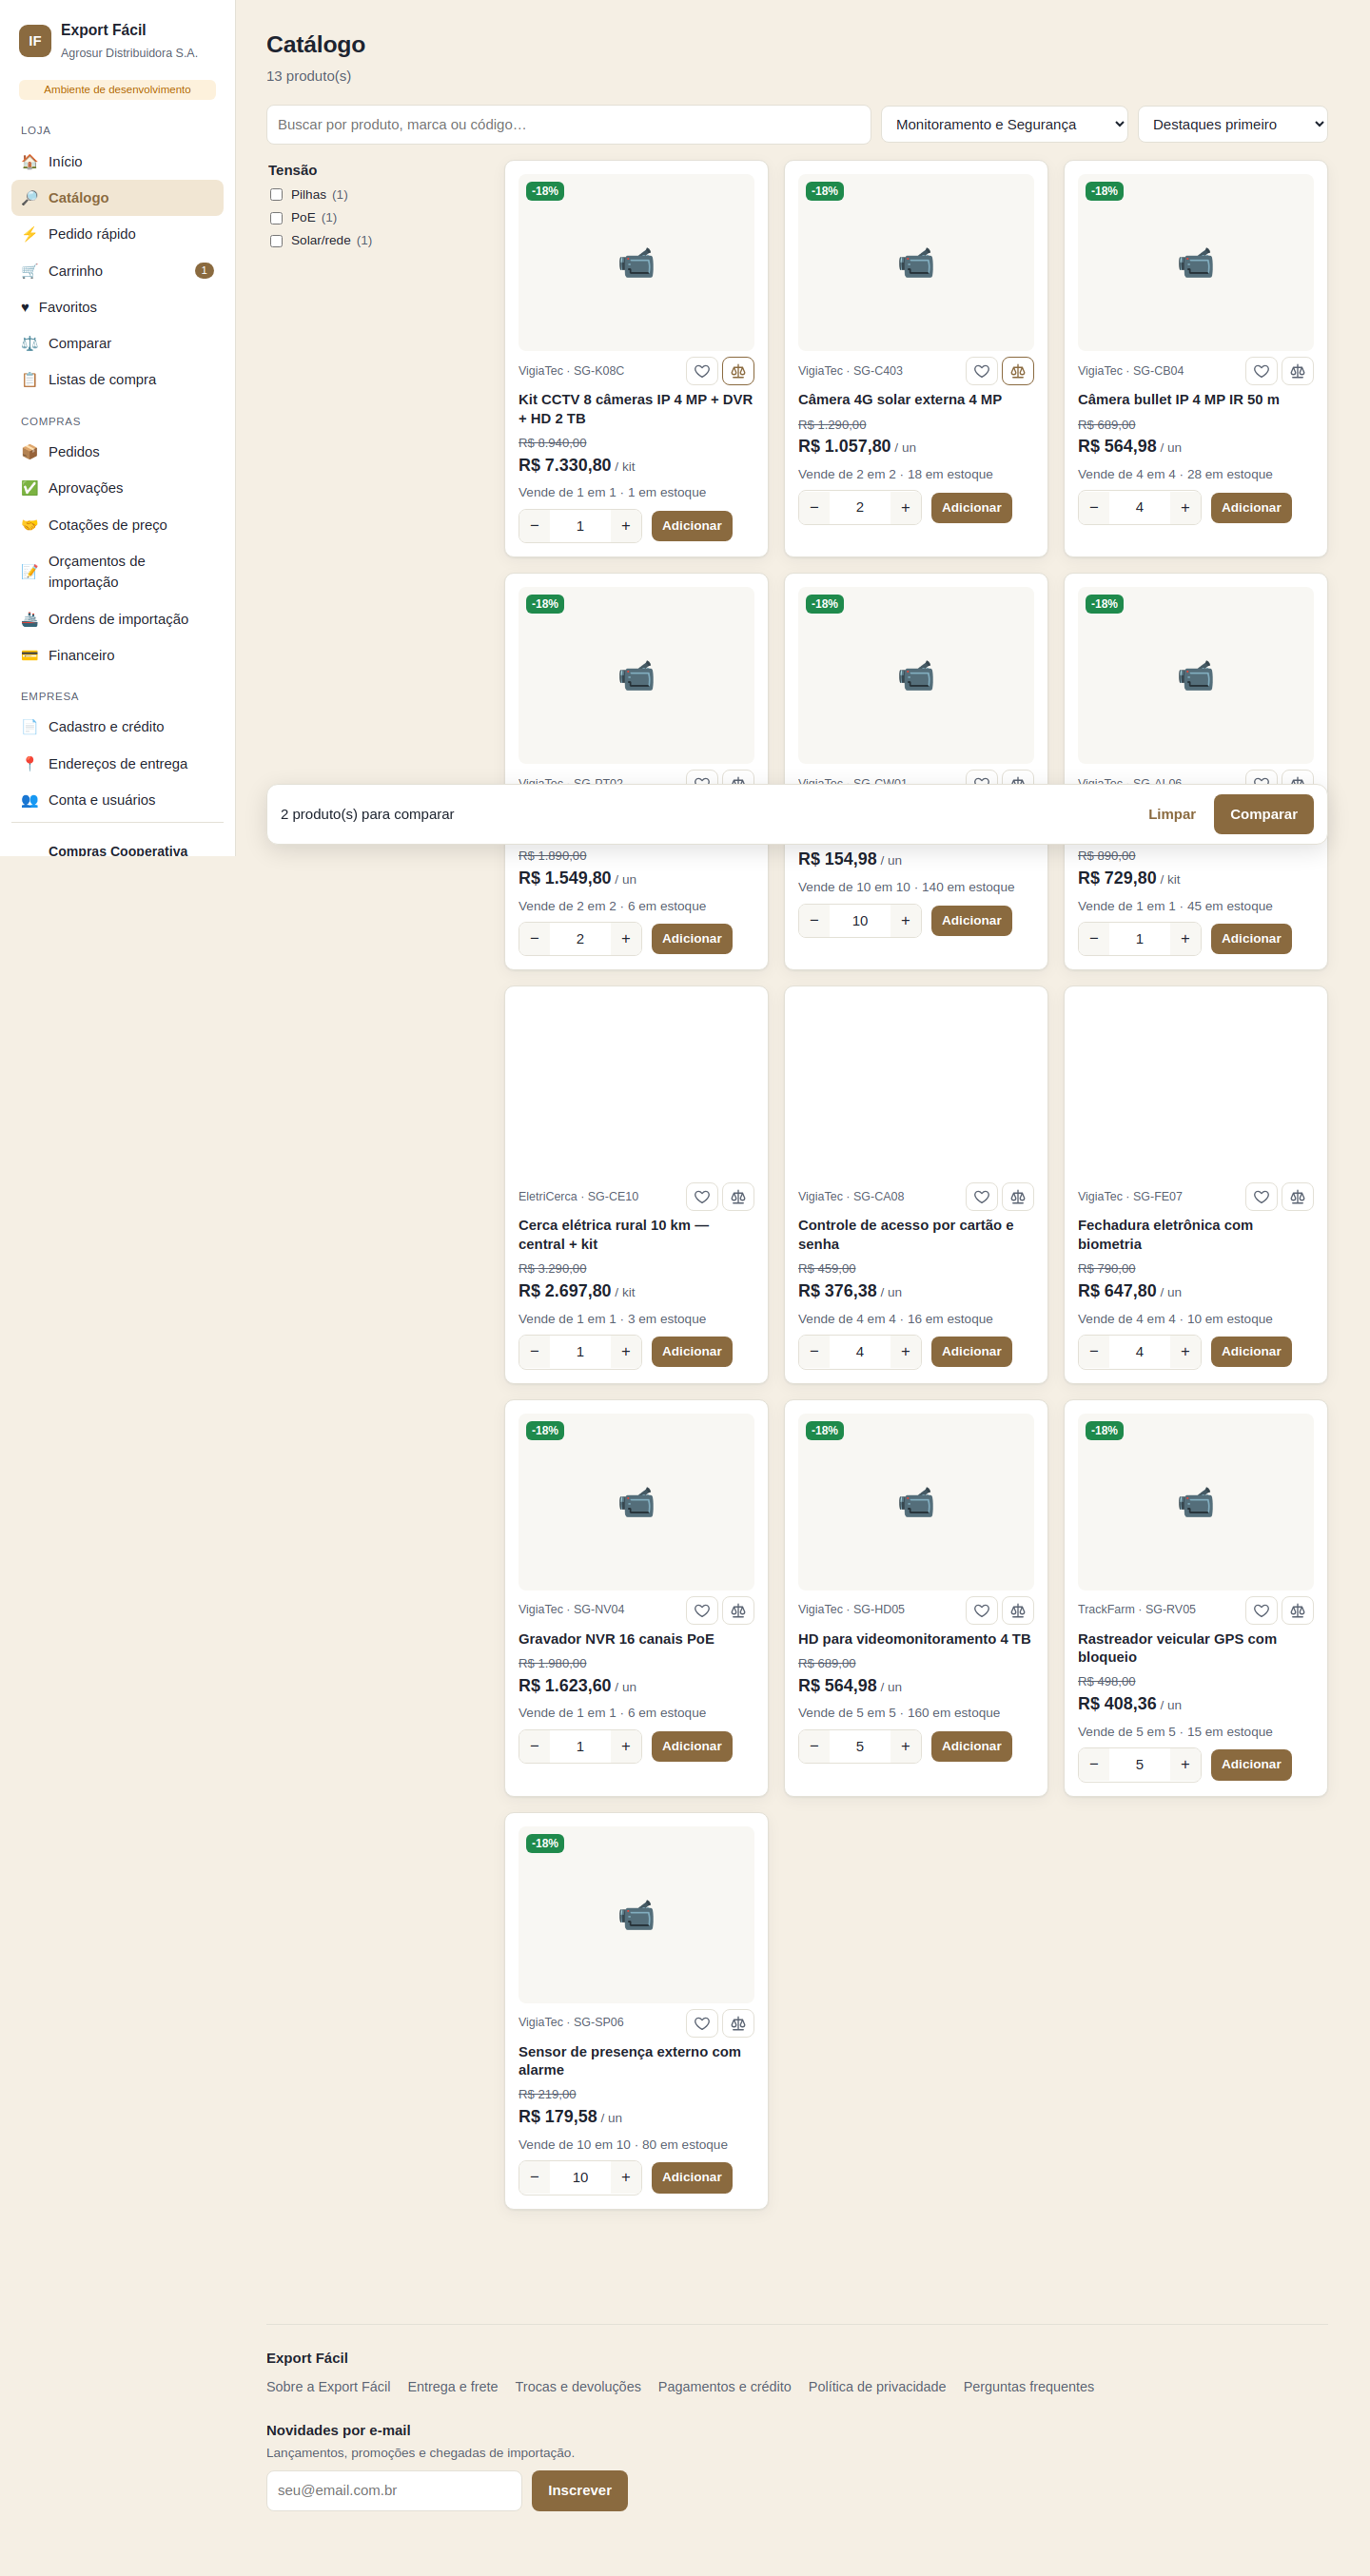 IF
Export Fácil
Agrosur Distribuidora S.A.
Ambiente de desenvolvimento
LOJA
Início
Catálogo
Pedido rápido
Carrinho 1
Favoritos
Comparar
Listas de compra
COMPRAS
Pedidos
Aprovações
Cotações de preço
Orçamentos de
importação
Ordens de importação
Financeiro
EMPRESA
Cadastro e crédito
Endereços de entrega
Conta e usuários
Compras Cooperativa
Catálogo
13 produto(s)
Buscar por produto, marca ou código…
Monitoramento e Segurança
Destaques primeiro
Tensão
Pilhas (1)
PoE (1)
Solar/rede (1)
-18%
VigiaTec · SG-K08C
Kit CCTV 8 câmeras IP 4 MP + DVR
+ HD 2 TB
R$ 8.940,00
R$ 7.330,80 / kit
Vende de 1 em 1 · 1 em estoque
− 1 + Adicionar
-18%
VigiaTec · SG-C403
Câmera 4G solar externa 4 MP
R$ 1.290,00
R$ 1.057,80 / un
Vende de 2 em 2 · 18 em estoque
− 2 + Adicionar
-18%
VigiaTec · SG-CB04
Câmera bullet IP 4 MP IR 50 m
R$ 689,00
R$ 564,98 / un
Vende de 4 em 4 · 28 em estoque
− 4 + Adicionar
-18%
VigiaTec · SG-PT02
-18%
VigiaTec · SG-CW01
-18%
VigiaTec · SG-AL06
2 produto(s) para comparar
Limpar
Comparar
R$ 1.890,00
R$ 1.549,80 / un
Vende de 2 em 2 · 6 em estoque
− 2 + Adicionar
R$ 154,98 / un
Vende de 10 em 10 · 140 em estoque
− 10 + Adicionar
R$ 890,00
R$ 729,80 / kit
Vende de 1 em 1 · 45 em estoque
− 1 + Adicionar
EletriCerca · SG-CE10
Cerca elétrica rural 10 km —
central + kit
R$ 3.290,00
R$ 2.697,80 / kit
Vende de 1 em 1 · 3 em estoque
− 1 + Adicionar
VigiaTec · SG-CA08
Controle de acesso por cartão e
senha
R$ 459,00
R$ 376,38 / un
Vende de 4 em 4 · 16 em estoque
− 4 + Adicionar
VigiaTec · SG-FE07
Fechadura eletrônica com
biometria
R$ 790,00
R$ 647,80 / un
Vende de 4 em 4 · 10 em estoque
− 4 + Adicionar
-18%
VigiaTec · SG-NV04
Gravador NVR 16 canais PoE
R$ 1.980,00
R$ 1.623,60 / un
Vende de 1 em 1 · 6 em estoque
− 1 + Adicionar
-18%
VigiaTec · SG-HD05
HD para videomonitoramento 4 TB
R$ 689,00
R$ 564,98 / un
Vende de 5 em 5 · 160 em estoque
− 5 + Adicionar
-18%
TrackFarm · SG-RV05
Rastreador veicular GPS com
bloqueio
R$ 498,00
R$ 408,36 / un
Vende de 5 em 5 · 15 em estoque
− 5 + Adicionar
-18%
VigiaTec · SG-SP06
Sensor de presença externo com
alarme
R$ 219,00
R$ 179,58 / un
Vende de 10 em 10 · 80 em estoque
− 10 + Adicionar
Export Fácil
Sobre a Export Fácil Entrega e frete Trocas e devoluções Pagamentos e crédito Política de privacidade Perguntas frequentes
Novidades por e-mail
Lançamentos, promoções e chegadas de importação.
seu@email.com.br
Inscrever